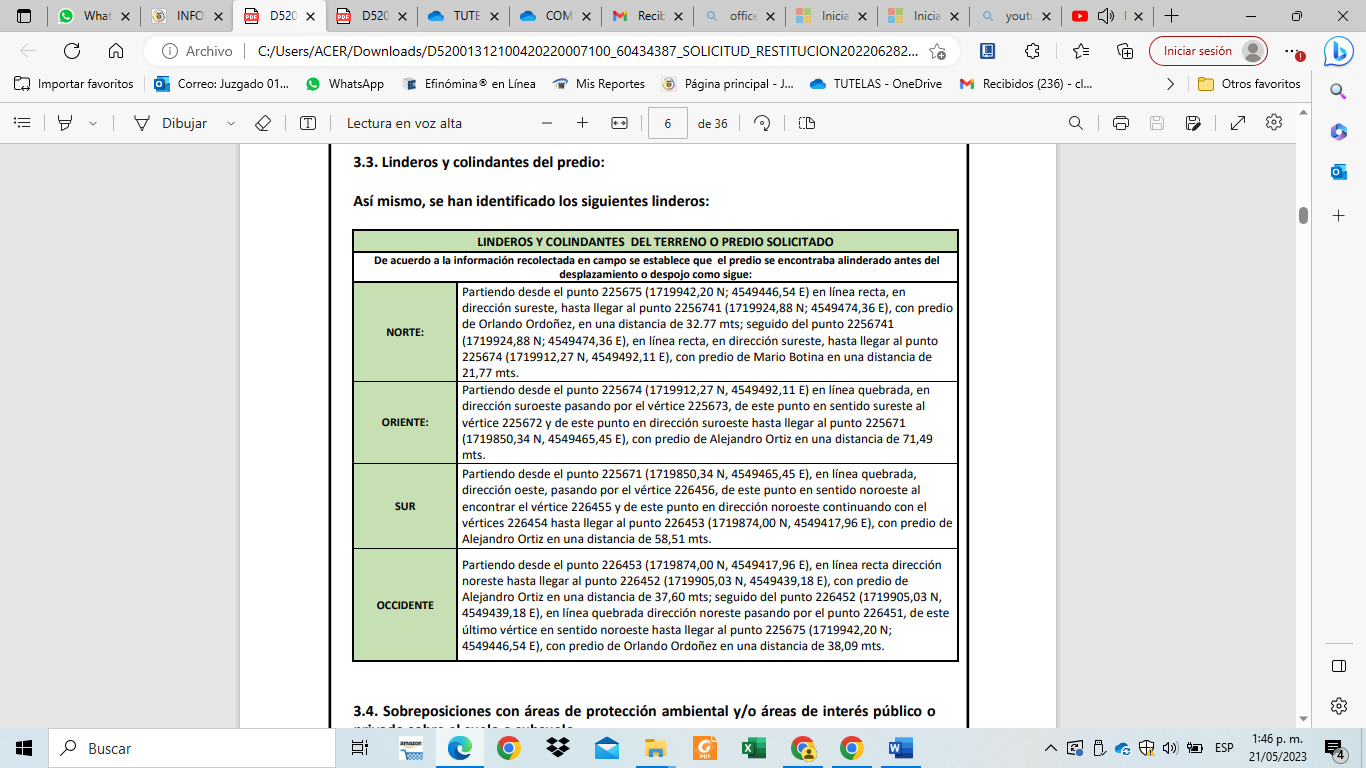 What
INFO
D520
D520
TUTE
COM
Recib
office
Inicia
Inicia
youtu
Archivo
C:/Users/ACER/Downloads/D52001312100420220007100_60434387_SOLICITUD_RESTITUCION2022062822...
Iniciar sesión
Importar favoritos
Correo: Juzgado 01...
WhatsApp
Efinómina® en Línea
Mis Reportes
Página principal - J...
TUTELAS - OneDrive
Recibidos (236) - cl...
Otros favoritos
Dibujar
Lectura en voz alta
6
de 36
3.3. Linderos y colindantes del predio:
Así mismo, se han identificado los siguientes linderos:
LINDEROS Y COLINDANTES DEL TERRENO O PREDIO SOLICITADO
De acuerdo a la información recolectada en campo se establece que el predio se encontraba alinderado antes del
desplazamiento o despojo como sigue:
NORTE:
Partiendo desde el punto 225675 (1719942,20 N; 4549446,54 E) en línea recta, en
dirección sureste, hasta llegar al punto 2256741 (1719924,88 N; 4549474,36 E), con predio
de Orlando Ordoñez, en una distancia de 32.77 mts; seguido del punto 2256741
(1719924,88 N; 4549474,36 E), en línea recta, en dirección sureste, hasta llegar al punto
225674 (1719912,27 N, 4549492,11 E), con predio de Mario Botina en una distancia de
21,77 mts.
ORIENTE:
Partiendo desde el punto 225674 (1719912,27 N, 4549492,11 E) en línea quebrada, en
dirección suroeste pasando por el vértice 225673, de este punto en sentido sureste al
vértice 225672 y de este punto en dirección suroeste hasta llegar al punto 225671
(1719850,34 N, 4549465,45 E), con predio de Alejandro Ortiz en una distancia de 71,49
mts.
SUR
Partiendo desde el punto 225671 (1719850,34 N, 4549465,45 E), en línea quebrada,
dirección oeste, pasando por el vértice 226456, de este punto en sentido noroeste al
encontrar el vértice 226455 y de este punto en dirección noroeste continuando con el
vértices 226454 hasta llegar al punto 226453 (1719874,00 N, 4549417,96 E), con predio de
Alejandro Ortiz en una distancia de 58,51 mts.
OCCIDENTE
Partiendo desde el punto 226453 (1719874,00 N, 4549417,96 E), en línea recta dirección
noreste hasta llegar al punto 226452 (1719905,03 N, 4549439,18 E), con predio de
Alejandro Ortiz en una distancia de 37,60 mts; seguido del punto 226452 (1719905,03 N,
4549439,18 E), en línea quebrada dirección noreste pasando por el punto 226451, de este
último vértice en sentido noroeste hasta llegar al punto 225675 (1719942,20 N;
4549446,54 E), con predio de Orlando Ordoñez en una distancia de 38,09 mts.
3.4. Sobreposiciones con áreas de protección ambiental y/o áreas de interés público o
Buscar
ESP
1:46 p. m.
21/05/2023
4